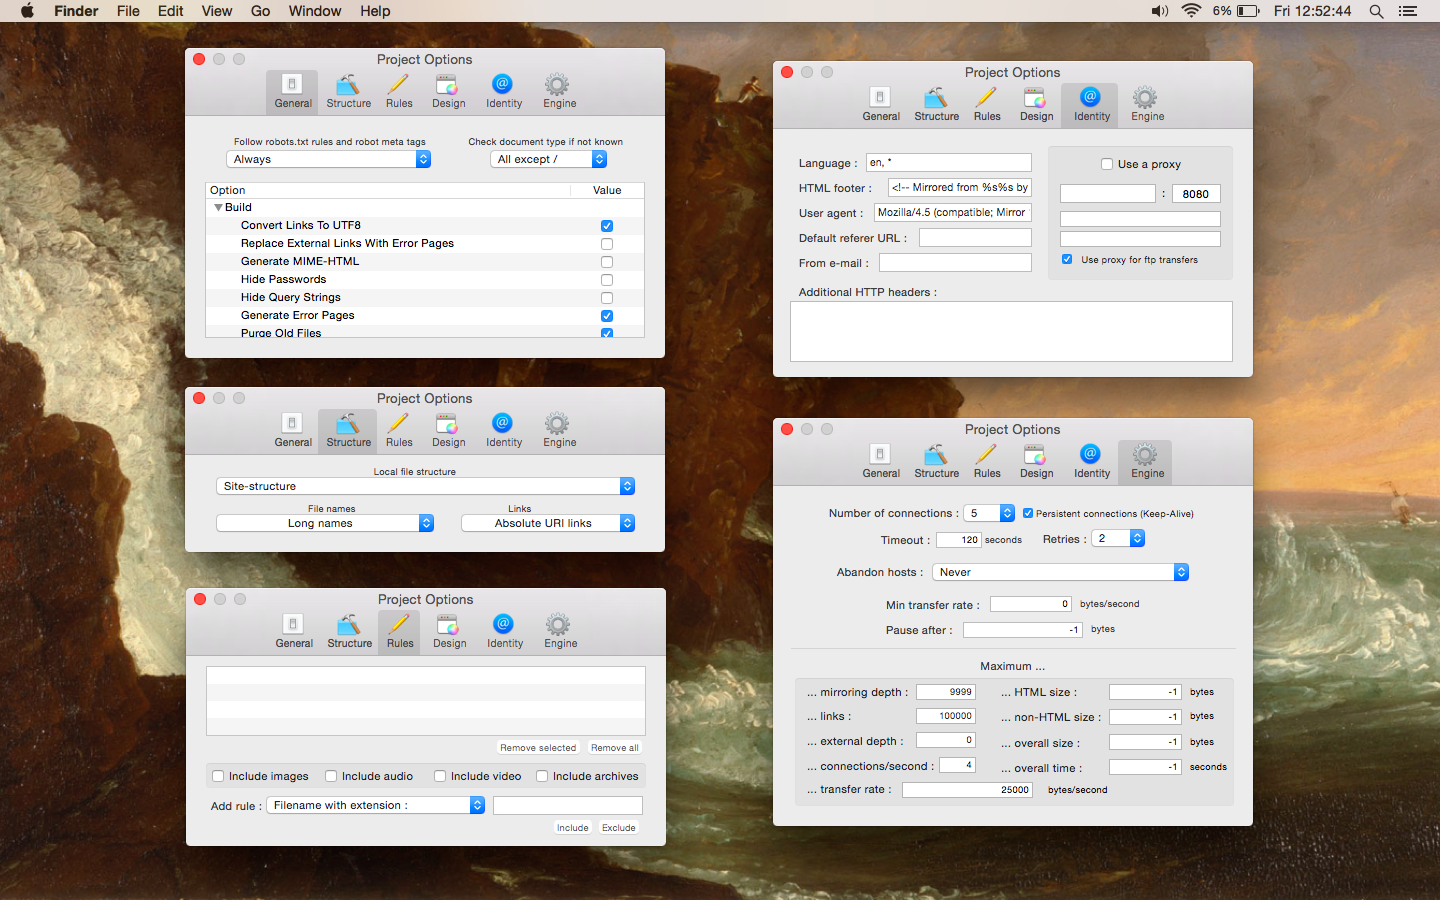 Finder File Edit View Go Window Help 6% Fri 12:52:44
Project Options
General Structure Rules Design Identity Engine
Follow robots.txt rules and robot meta tags Check document type if not known
Always All except /
Option Value
Build
Convert Links To UTF8
Replace External Links With Error Pages
Generate MIME-HTML
Hide Passwords
Hide Query Strings
Generate Error Pages
Purge Old Files
Project Options
General Structure Rules Design Identity Engine
Local file structure
Site-structure
File names Links
Long names Absolute URI links
Project Options
General Structure Rules Design Identity Engine
Remove selected Remove all
Include images Include audio Include video Include archives
Add rule : Filename with extension :
Include Exclude
Project Options
General Structure Rules Design Identity Engine
Language : en, *
HTML footer : <!-- Mirrored from %s%s by
User agent : Mozilla/4.5 (compatible; Mirror
Default referer URL :
From e-mail :
Use a proxy
: 8080
Use proxy for ftp transfers
Additional HTTP headers :
Project Options
General Structure Rules Design Identity Engine
Number of connections : 5 Persistent connections (Keep-Alive)
Timeout : 120 seconds Retries : 2
Abandon hosts : Never
Min transfer rate : 0 bytes/second
Pause after : -1 bytes
Maximum ...
... mirroring depth : 9999 ... HTML size : -1 bytes
... links : 100000 ... non-HTML size : -1 bytes
... external depth : 0 ... overall size : -1 bytes
... connections/second : 4 ... overall time : -1 seconds
... transfer rate : 25000 bytes/second